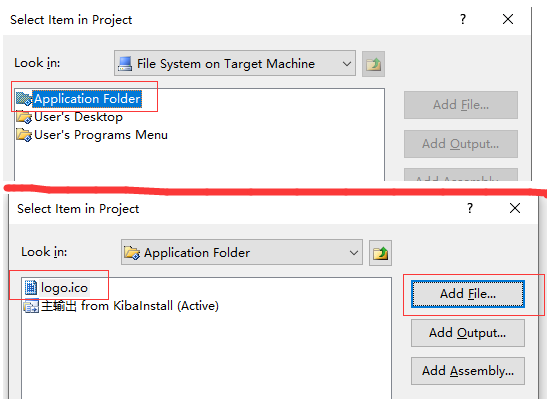 Select Item in Project
Look in:
File System on Target Machine
Application Folder
User's Desktop
User's Programs Menu
Add File...
Add Output...
Add Assembly...
Select Item in Project
Look in:
Application Folder
logo.ico
主输出 from KibaInstall (Active)
Add File...
Add Output...
Add Assembly...